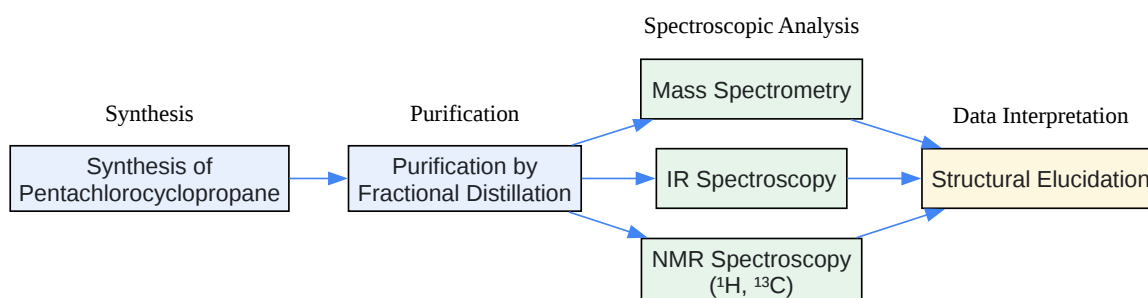 Spectroscopic Analysis
Mass Spectrometry
Synthesis
Purification
Data Interpretation
Synthesis of
Pentachlorocyclopropane
Purification by
Fractional Distillation
IR Spectroscopy
Structural Elucidation
NMR Spectroscopy
(¹H, ¹³C)